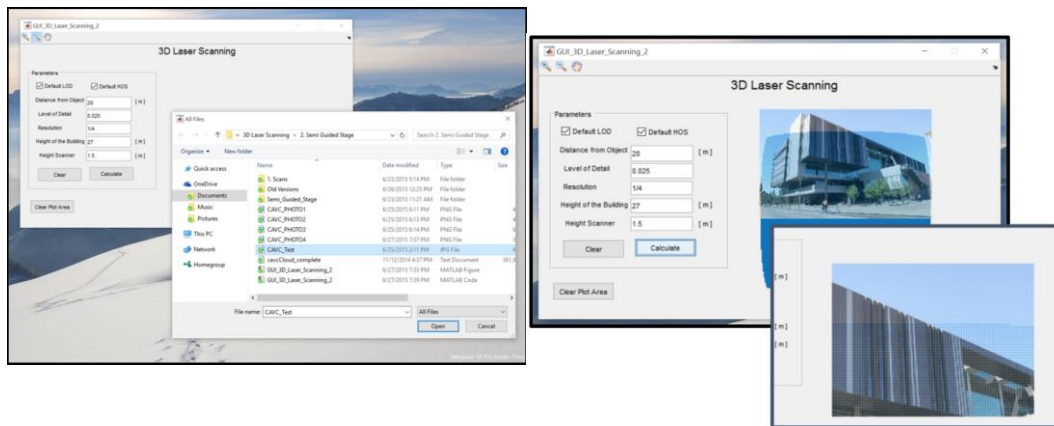 GUI_3D_Laser_Scanning_2
3D Laser Scanning
Parameters
Default LOD Default HOS
Distance from Object 20 [ m ]
Level of Detail 0.025
Resolution 1/4
Height of the Building 27 [ m ]
Height Scanner 1.5 [ m ]
Clear Calculate
Clear Plot Area
All Files
« 3D Laser Scanning › 2. Semi Guided Stage Search 2. Semi Guided Stage
Organize New folder
Name Date modified Type Size
Quick access
OneDrive
Documents
Music
Pictures
This PC
Network
Homegroup
1. Scans 6/23/2015 5:14 PM File folder
Old Versions 6/26/2015 12:25 PM File folder
Semi_Guided_Stage 6/23/2015 11:21 AM File folder
CAVC_PHOTO1 6/25/2015 6:11 PM PNG File
CAVC_PHOTO2 6/25/2015 6:13 PM PNG File
CAVC_PHOTO3 6/25/2015 6:14 PM PNG File
CAVC_PHOTO4 6/27/2015 7:57 PM PNG File
CAVC_Test 6/25/2015 2:11 PM JPG File
cavcCloud_complete 11/12/2014 4:37 PM Text Document
GUI_3D_Laser_Scanning_2 6/27/2015 7:35 PM MATLAB Figure
GUI_3D_Laser_Scanning_2 6/27/2015 7:39 PM MATLAB Code
File name: CAVC_Test All Files
Open Cancel
GUI_3D_Laser_Scanning_2
3D Laser Scanning
Parameters
Default LOD Default HOS
Distance from Object 20 [ m ]
Level of Detail 0.025
Resolution 1/4
Height of the Building 27 [ m ]
Height Scanner 1.5 [ m ]
Clear Calculate
Clear Plot Area
[ m ]
[ m ]
[ m ]